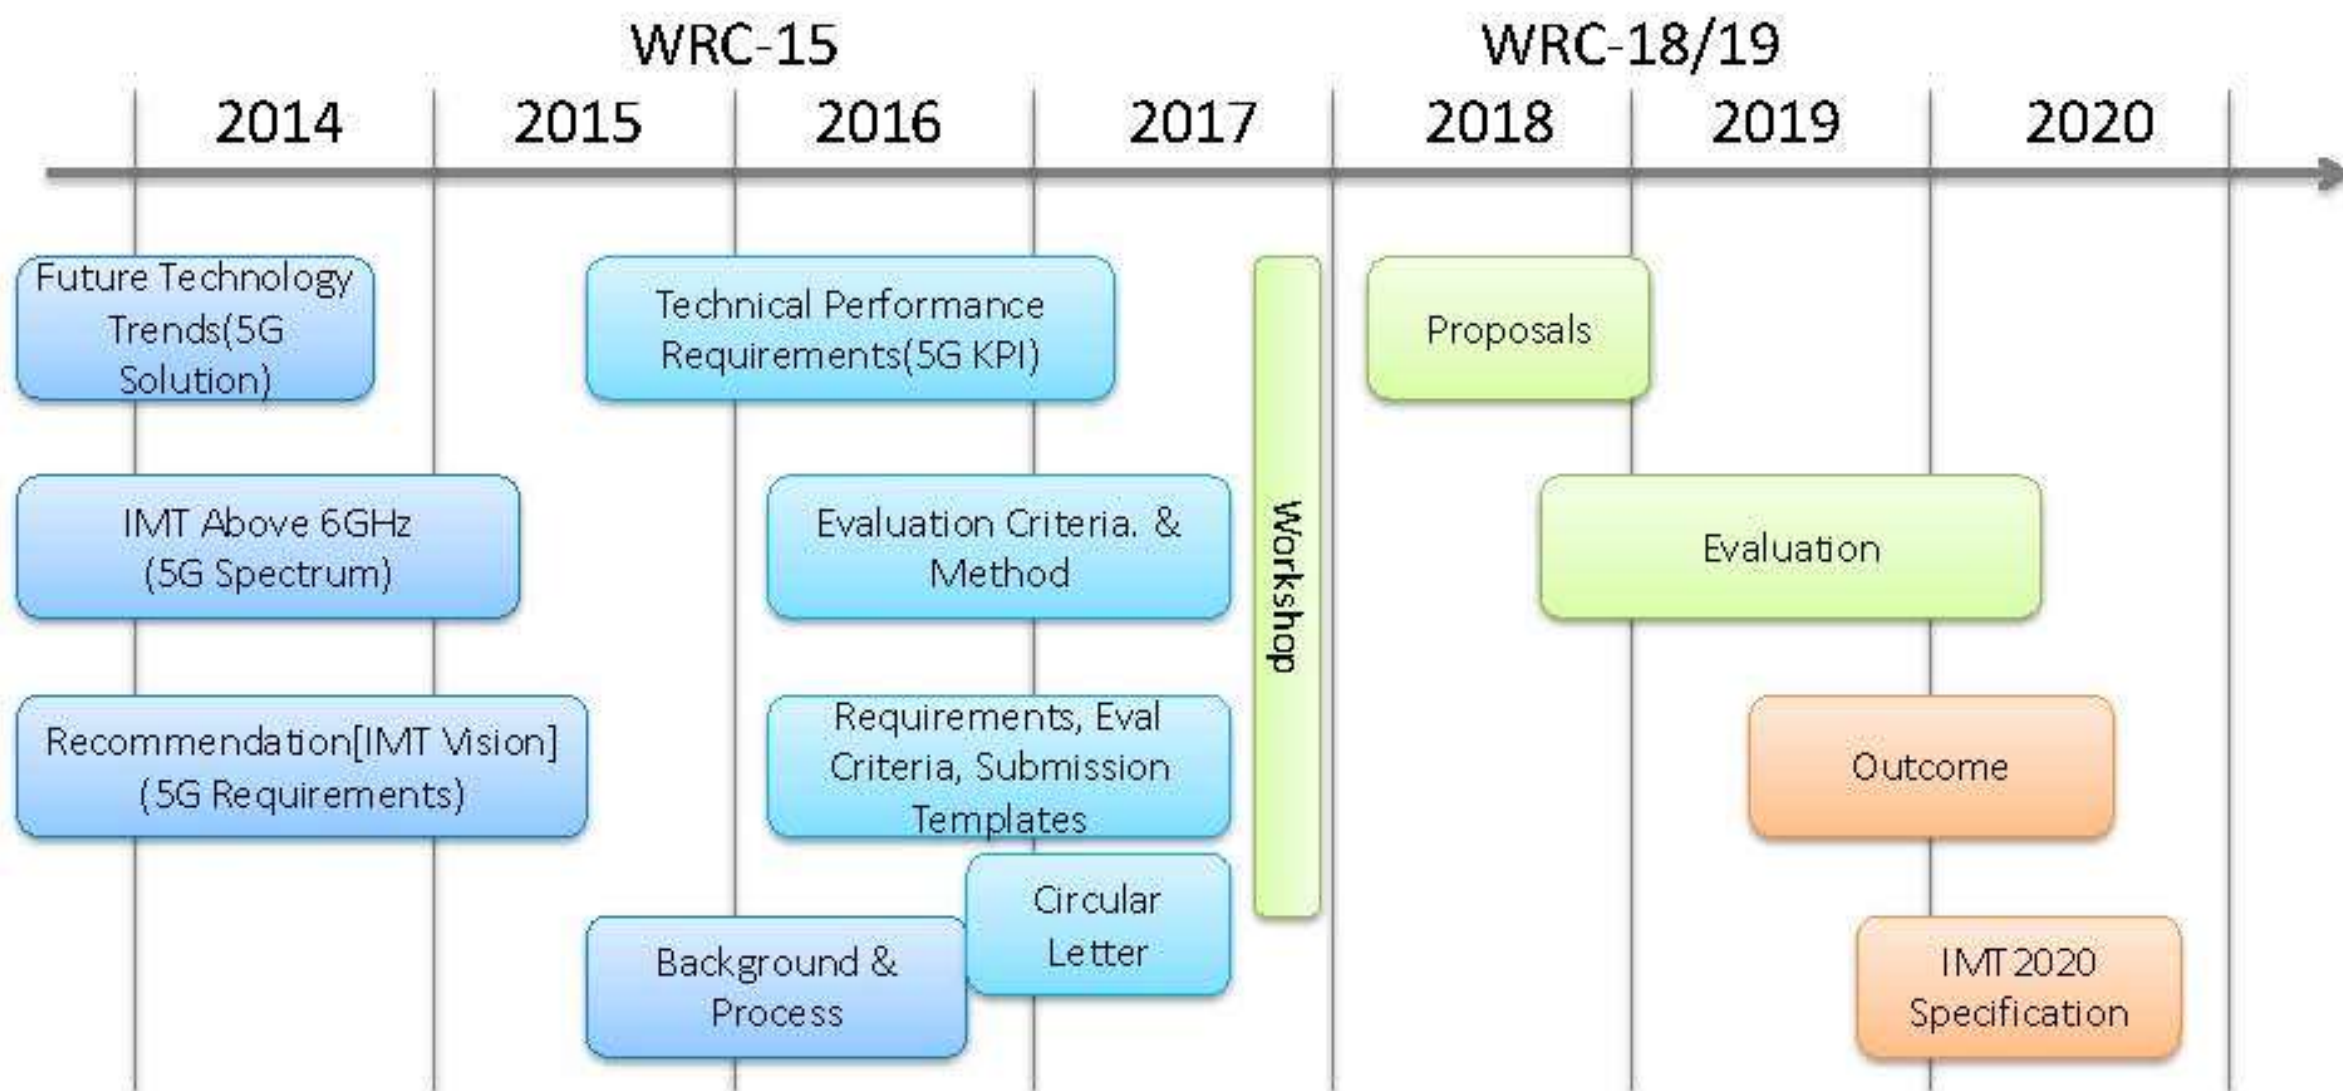 WRC-15
WRC-18/19
2014
2015
2016
2017
2018
2019
2020
Future Technology
Trends(5G
Solution)
Technical Performance
Requirements(5G KPI)
Proposals
IMT Above 6GHz
(5G Spectrum)
Evaluation Criteria. &
Method
Workshop
Evaluation
Recommendation[IMT Vision]
(5G Requirements)
Requirements, Eval
Criteria, Submission
Templates
Outcome
Circular
Letter
Background &
Process
IMT2020
Specification